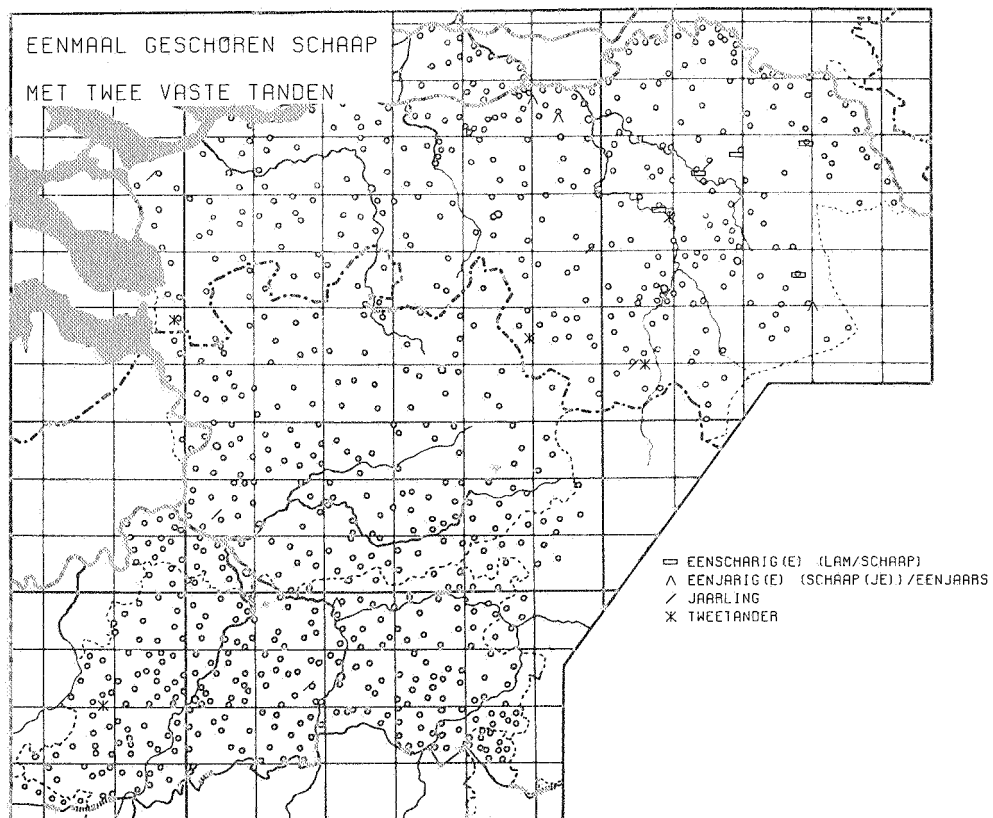 EENMAAL GESCHOREN SCHAAP
MET TWEE VASTE TANDEN
EENSCHARIG(E) (LAM/SCHAAP)
EENJARIG(E) (SCHAAP(JE))/EENJAARS
JAARLING
TWEETANDER